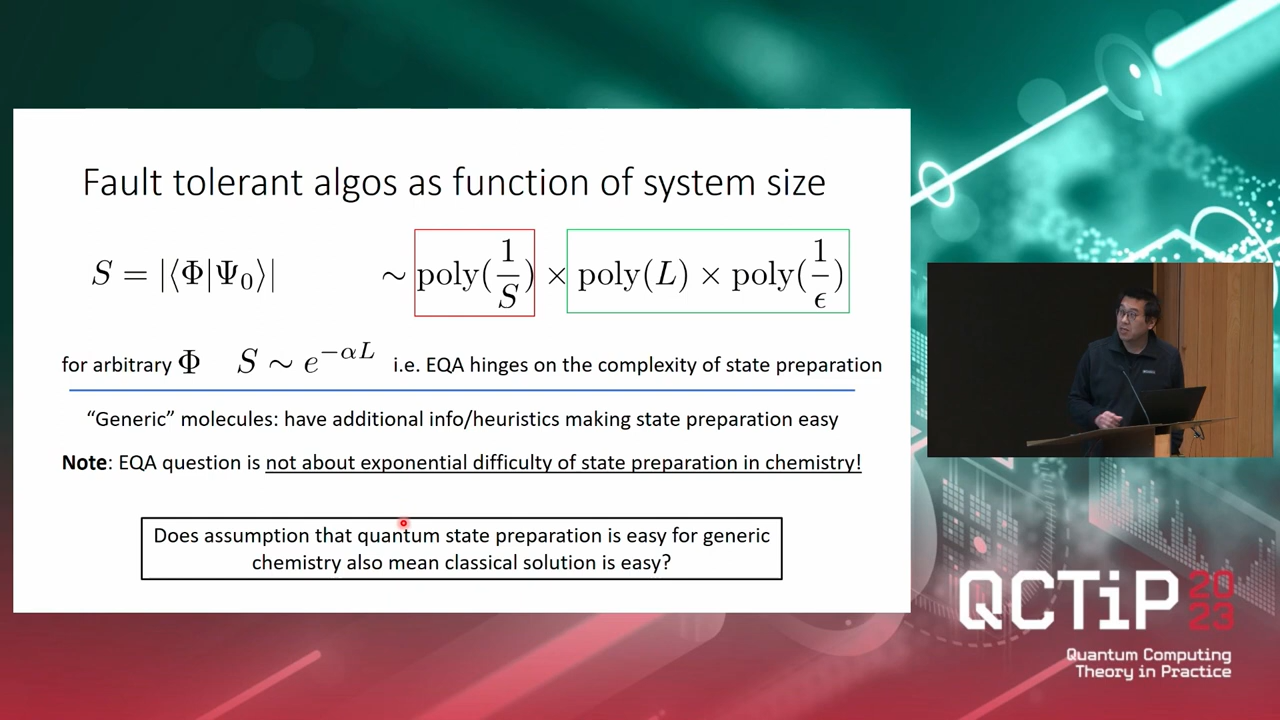 Fault tolerant algos as function of system size
S = |⟨Φ|Ψ₀⟩| ∼ poly(1/S) × poly(L) × poly(1/ϵ)
for arbitrary Φ S ∼ e^{−αL} i.e. EQA hinges on the complexity of state preparation
“Generic” molecules: have additional info/heuristics making state preparation easy
Note: EQA question is not about exponential difficulty of state preparation in chemistry!
Does assumption that quantum state preparation is easy for generic
chemistry also mean classical solution is easy?
QCTiP 20
23
Quantum Computing
Theory in Practice